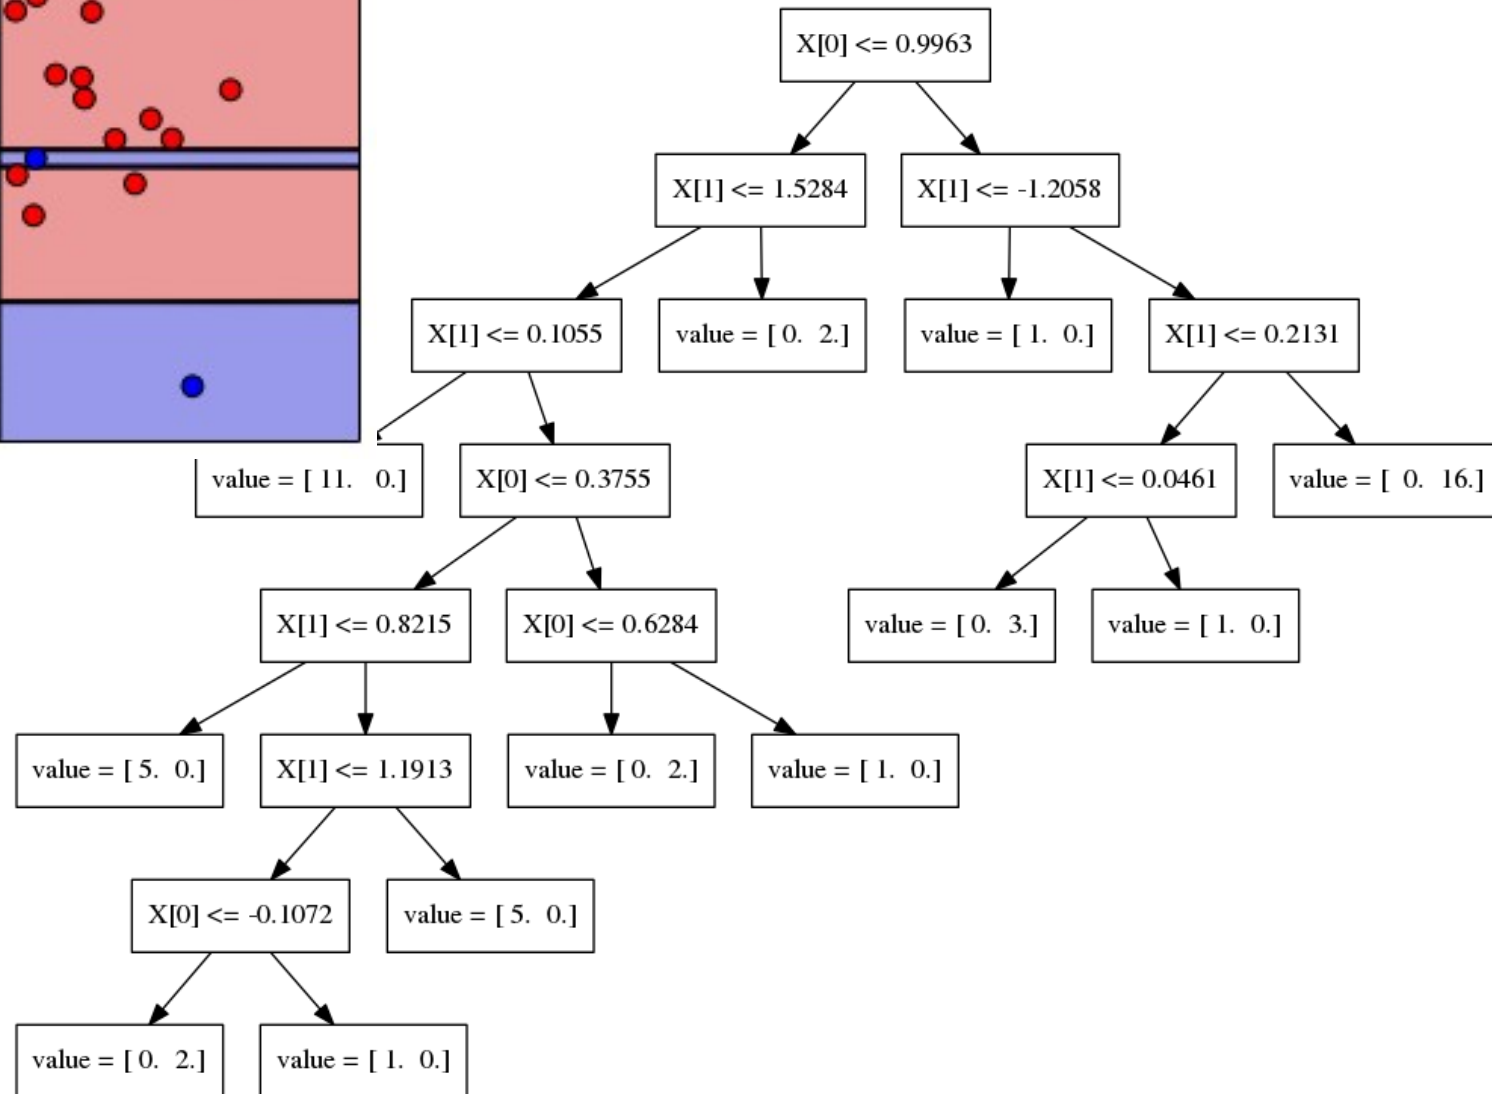 X[0] <= 0.9963
X[1] <= 1.5284
X[1] <= -1.2058
X[1] <= 0.1055
value = [ 0. 2.]
value = [ 1. 0.]
X[1] <= 0.2131
value = [ 11. 0.]
X[0] <= 0.3755
X[1] <= 0.0461
value = [ 0. 16.]
X[1] <= 0.8215
X[0] <= 0.6284
value = [ 0. 3.]
value = [ 1. 0.]
value = [ 5. 0.]
X[1] <= 1.1913
value = [ 0. 2.]
value = [ 1. 0.]
X[0] <= -0.1072
value = [ 5. 0.]
value = [ 0. 2.]
value = [ 1. 0.]